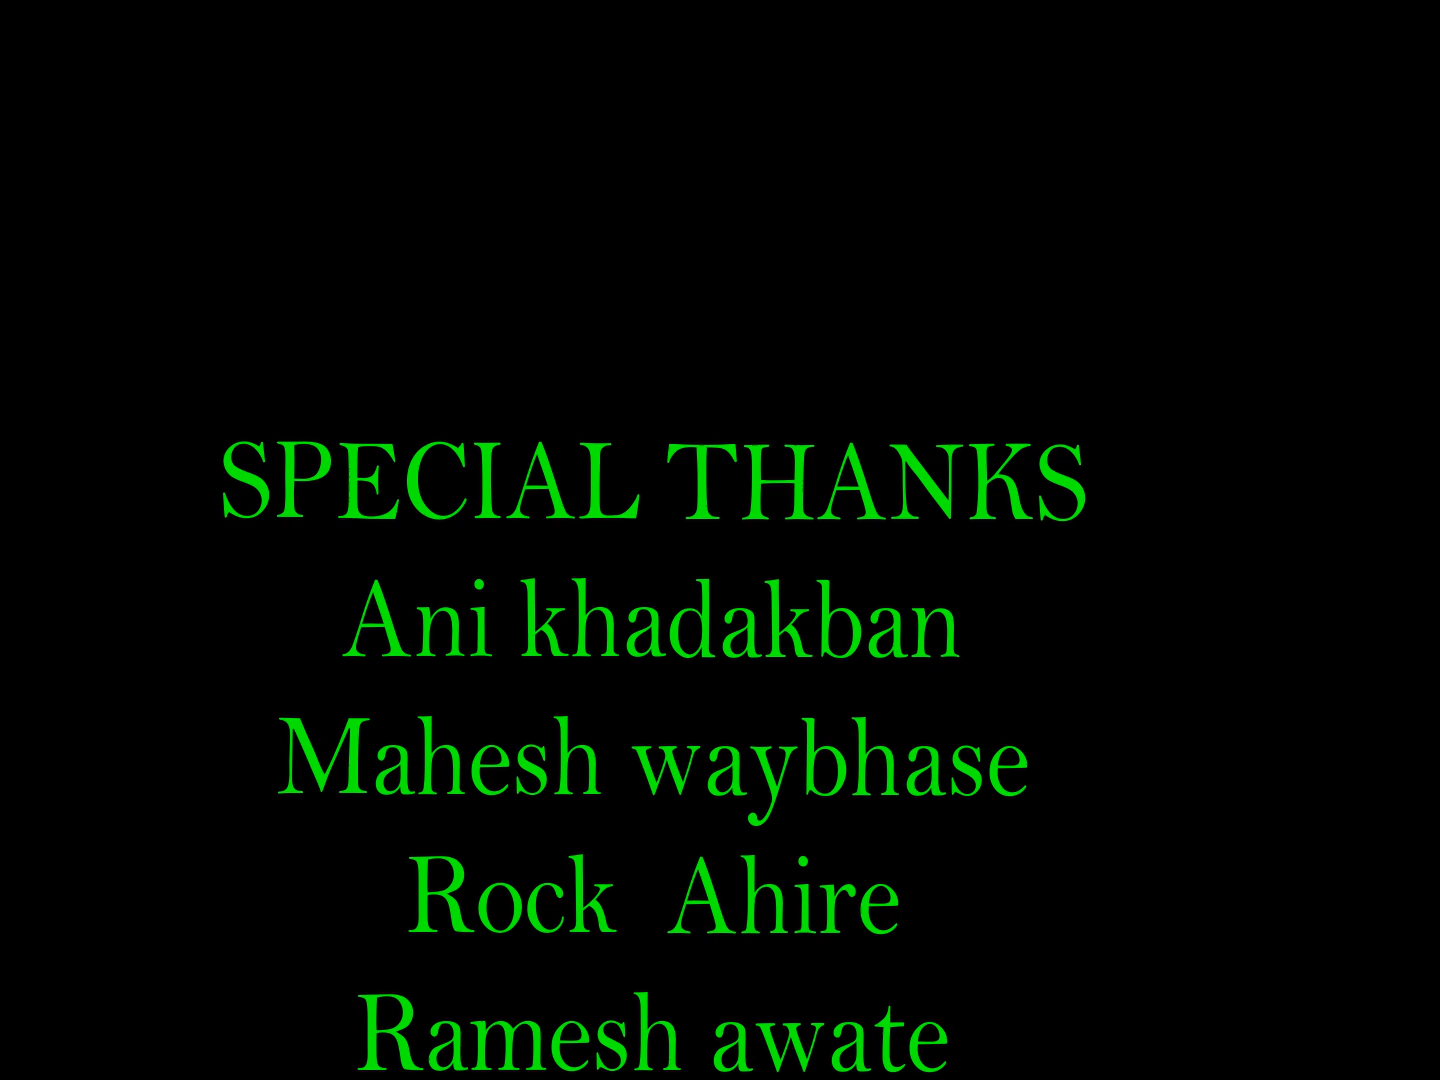 SPECIAL THANKS
Ani khadakban
Mahesh waybhase
Rock  Ahire
Ramesh awate